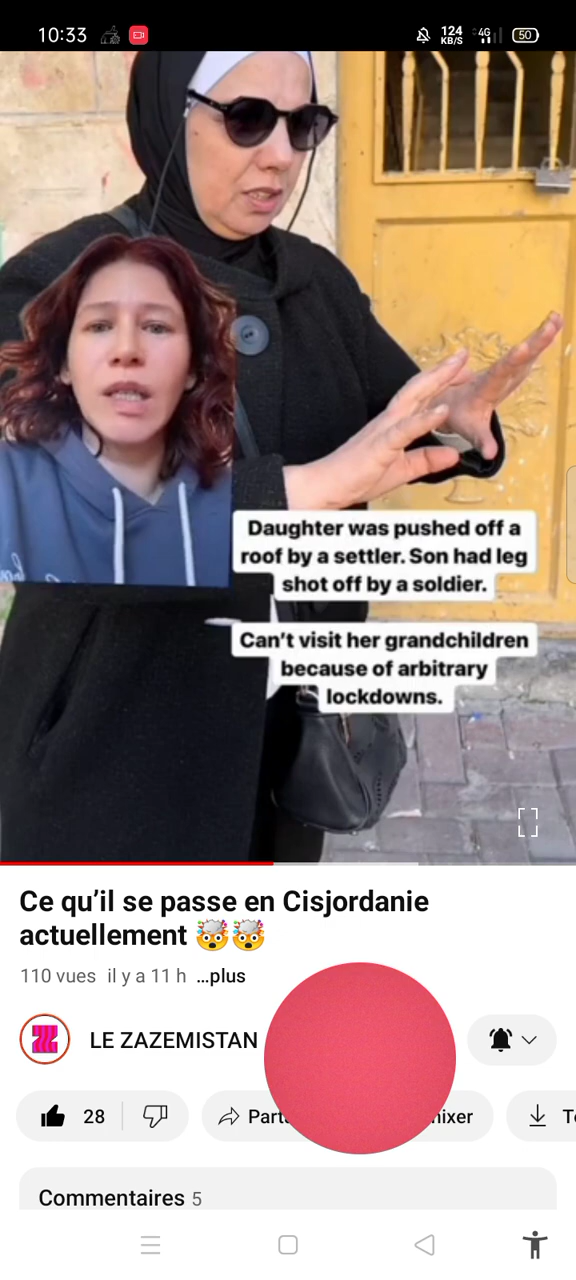 10:33
124
KB/S
4G
50
Daughter was pushed off a
roof by a settler. Son had leg
shot off by a soldier.
Can't visit her grandchildren
because of arbitrary
lockdowns.
Ce qu'il se passe en Cisjordanie
actuellement 🤯🤯
110 vues il y a 11 h ...plus
LE ZAZEMISTAN
28
Commentaires 5